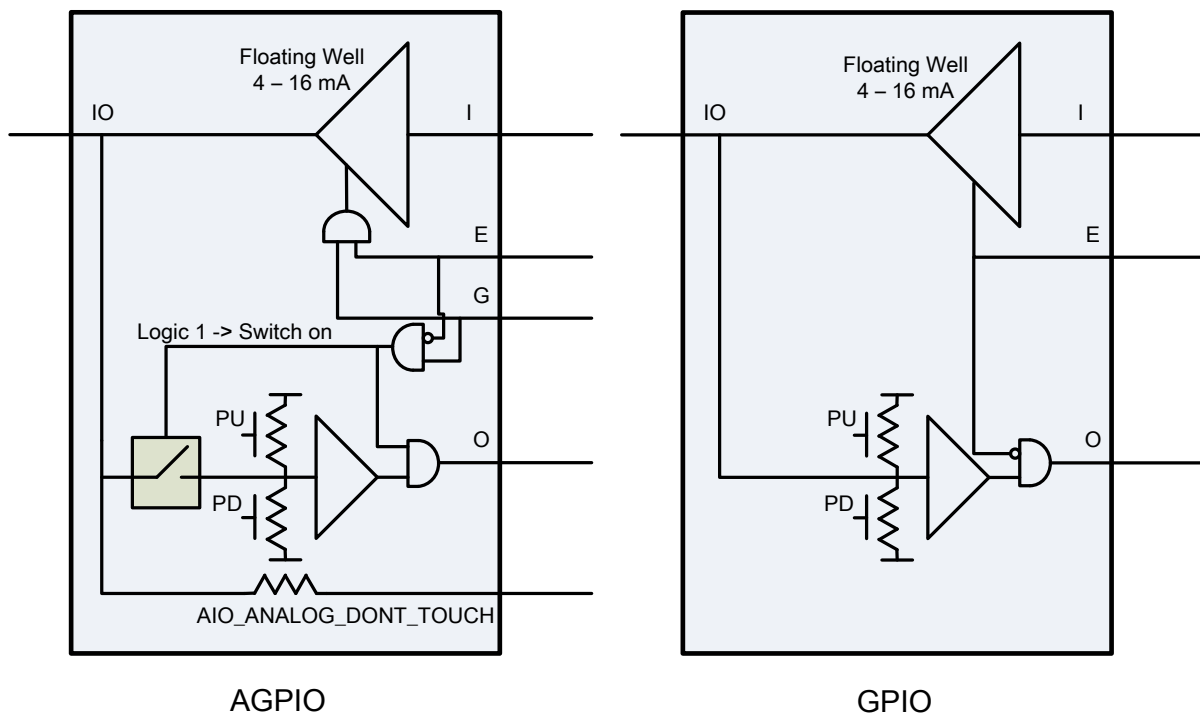 Floating Well
4 – 16 mA
IO
I
E
G
Logic 1 -> Switch on
PU
O
PD
AIO_ANALOG_DONT_TOUCH
AGPIO
Floating Well
4 – 16 mA
IO
I
E
PU
O
PD
GPIO